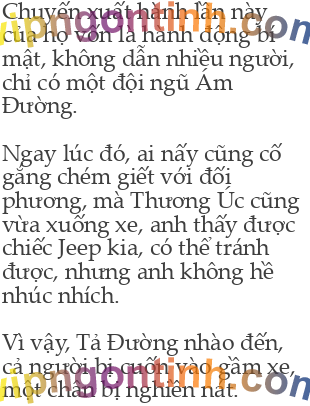 Chuyến xuất hành lần này
của họ vốn là hành động bí
mật, không dẫn nhiều người,
chỉ có một đội ngũ Ám
Đường.
Ngay lúc đó, ai nấy cũng cố
gắng chém giết với đối
phương, mà Thương Úc cũng
vừa xuống xe, anh thấy được
chiếc Jeep kia, có thể tránh
được, nhưng anh không hề
nhúc nhích.
Vì vậy, Tả Đường nhào đến,
cả người bị cuốn vào gầm xe,
một chân bị nghiền nát.
vipngontinh.com
vipngontinh.com